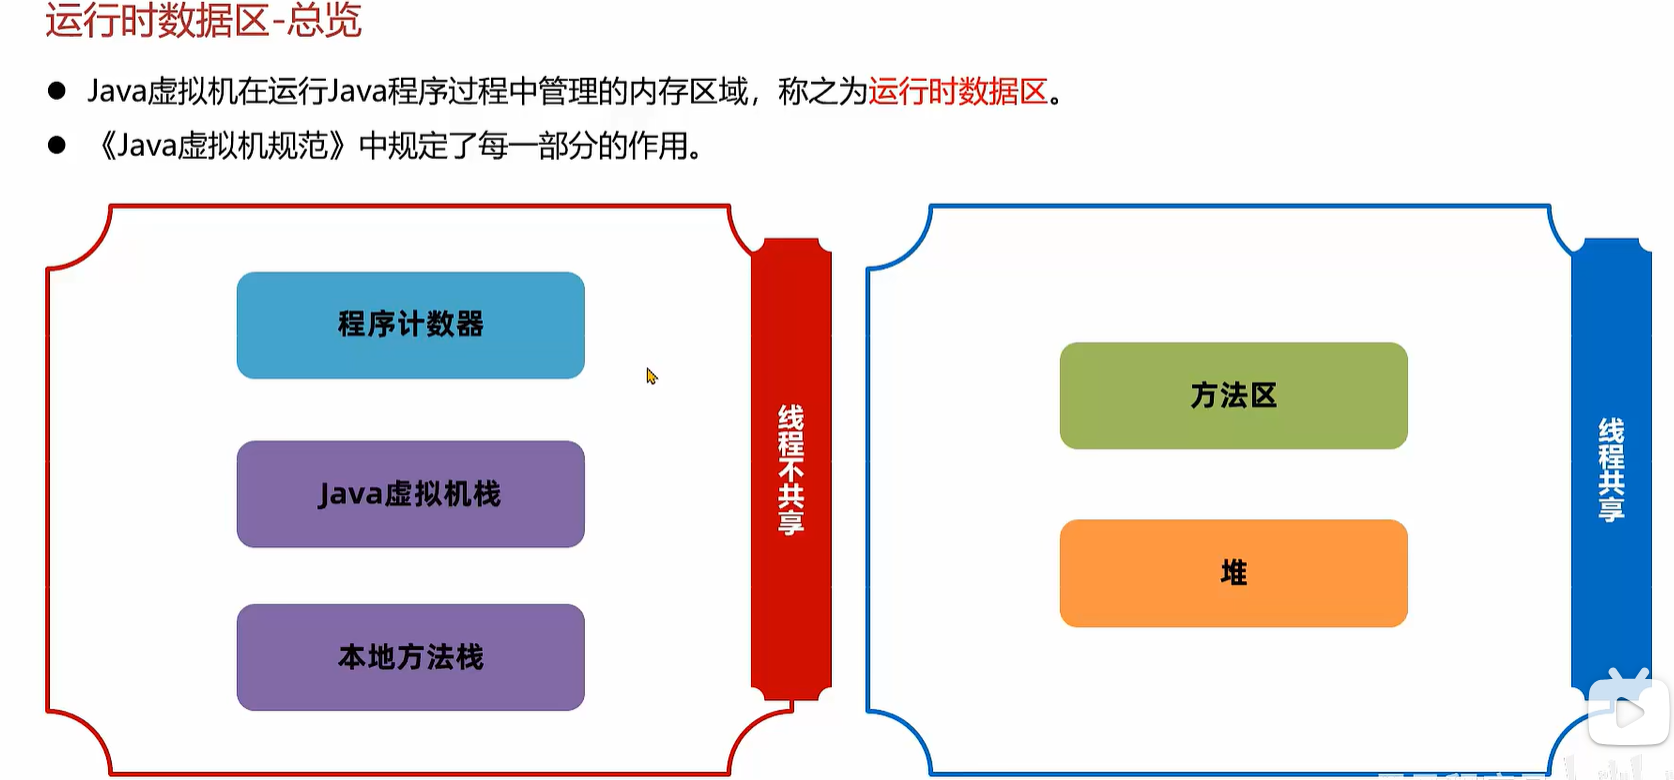 运行时数据区-总览
Java虚拟机在运行Java程序过程中管理的内存区域，称之为运行时数据区。
《Java虚拟机规范》中规定了每一部分的作用。
程序计数器
Java虚拟机栈
本地方法栈
线程不共享
方法区
堆
线程共享